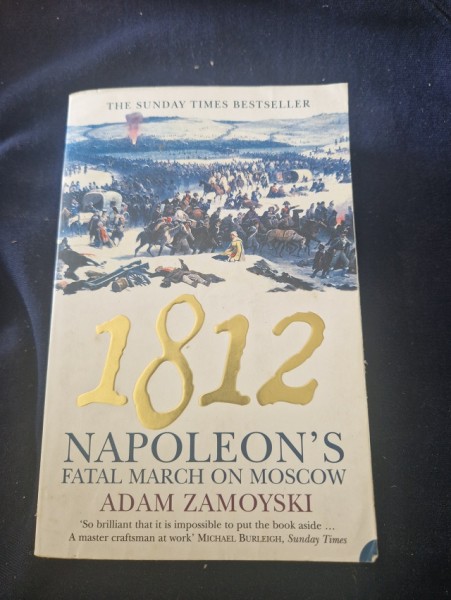 THE SUNDAY TIMES BESTSELLER
1812
NAPOLEON'S
FATAL MARCH ON MOSCOW
ADAM ZAMOYSKI
'So brilliant that it is impossible to put the book aside ...
A master craftsman at work' MICHAEL BURLEIGH, Sunday Times